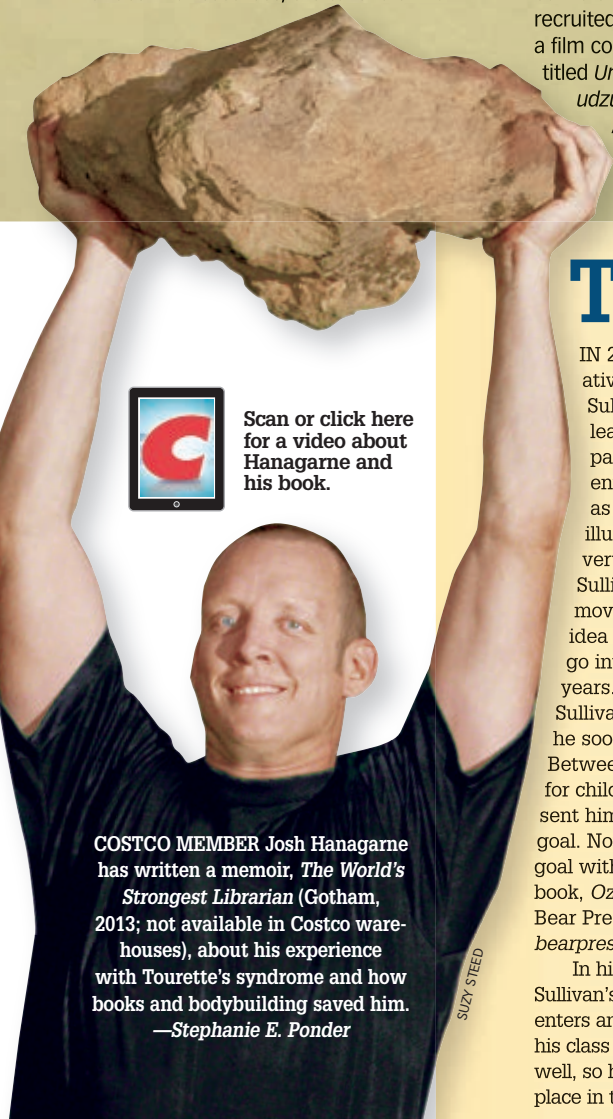 recruited
a film co
titled Un
udzu
Scan or click here
for a video about
Hanagarne and
his book.
C
COSTCO MEMBER Josh Hanagarne
has written a memoir, The World's
Strongest Librarian (Gotham,
2013; not available in Costco ware-
houses), about his experience
with Tourette's syndrome and how
books and bodybuilding saved him.
—Stephanie E. Ponder
SUZY STEED
T
IN 2
ativ
Sul
lea
pa
en
as
illu
ver
Sulli
mov
idea
go in
years.
Sulliva
he soo
Betwee
for child
sent him
goal. No
goal with
book, Oz
Bear Pre
bearpres
In hi
Sullivan's
enters an
his class
well, so h
place in t